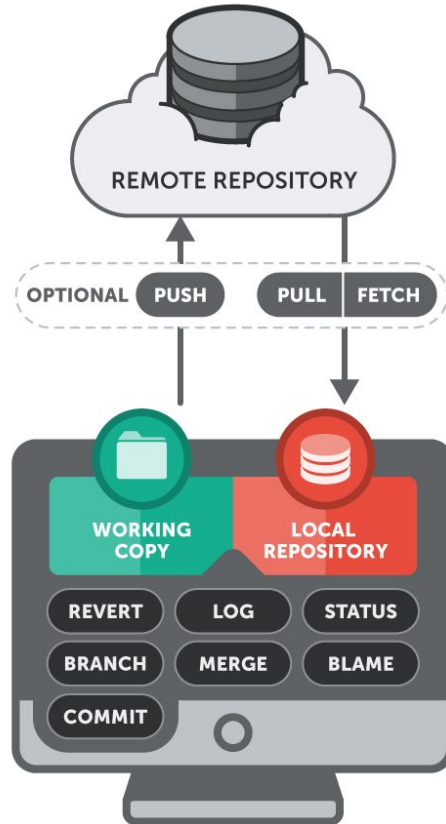 REMOTE REPOSITORY
OPTIONAL PUSH PULL FETCH
WORKING
COPY
LOCAL
REPOSITORY
REVERT LOG STATUS
BRANCH MERGE BLAME
COMMIT